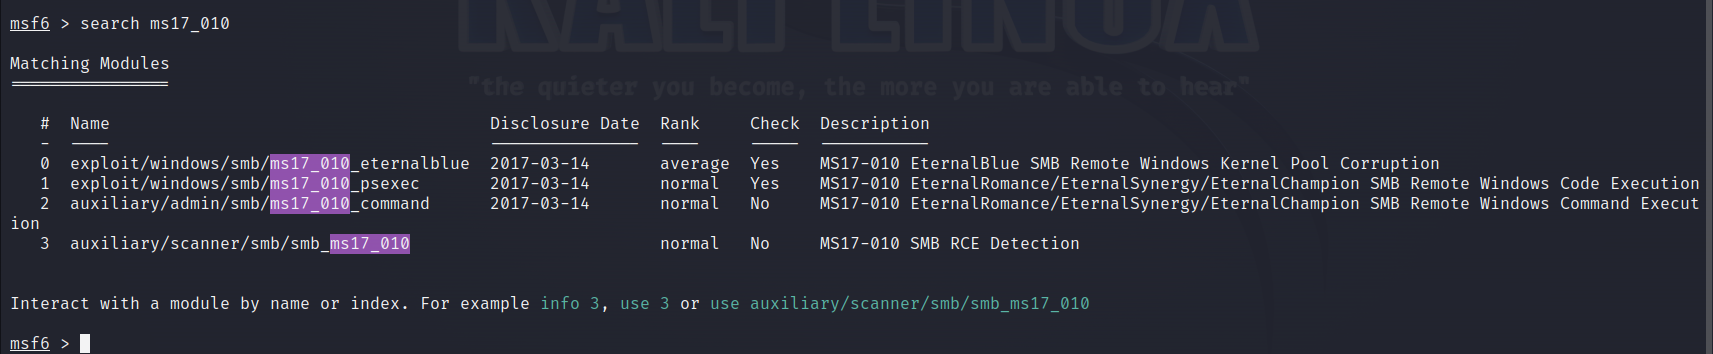 KALI LINUX
"the quieter you become, the more you are able to hear"
msf6 > search ms17_010
Matching Modules
================
#  Name  Disclosure Date  Rank  Check  Description
-  ----  ---------------  ----  -----  -----------
0  exploit/windows/smb/ms17_010_eternalblue  2017-03-14  average  Yes  MS17-010 EternalBlue SMB Remote Windows Kernel Pool Corruption
1  exploit/windows/smb/ms17_010_psexec  2017-03-14  normal  Yes  MS17-010 EternalRomance/EternalSynergy/EternalChampion SMB Remote Windows Code Execution
2  auxiliary/admin/smb/ms17_010_command  2017-03-14  normal  No  MS17-010 EternalRomance/EternalSynergy/EternalChampion SMB Remote Windows Command Execut
ion
3  auxiliary/scanner/smb/smb_ms17_010  normal  No  MS17-010 SMB RCE Detection
Interact with a module by name or index. For example info 3, use 3 or use auxiliary/scanner/smb/smb_ms17_010
msf6 >